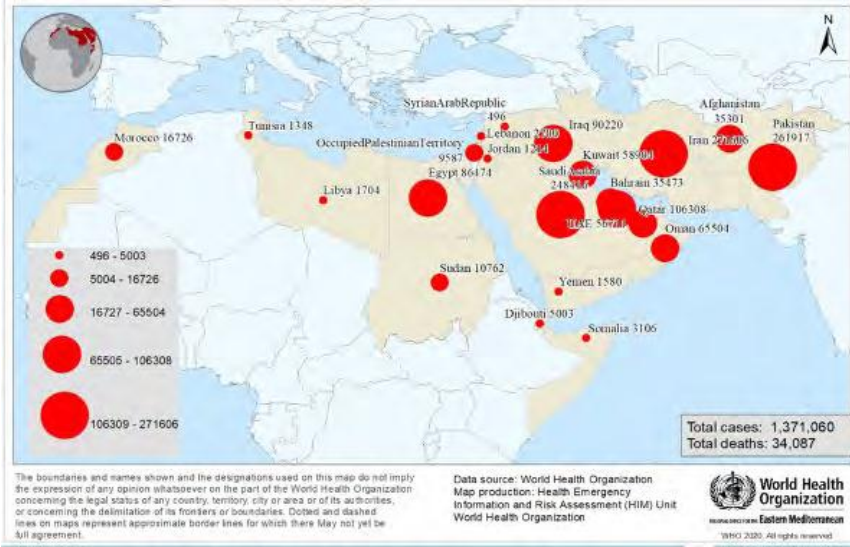 N
SyrianArabRepublic
496
Afghanistan
35301
Pakistan
261917
Morocco 16726
Tunisia 1348
Lebanon
Iraq 90220
OccupiedPalestinianTerritory
9587
Jordan
Kuwait
Iran
Egypt 86474
Saudi Arabia
Bahrain 35473
Libya 1704
Qatar 106308
UAE
Oman 65504
Sudan 10762
Yemen 1580
Djibouti 5003
Somalia 3106
496 - 5003
5004 - 16726
16727 - 65504
65505 - 106308
106309 - 271606
Total cases: 1,371,060
Total deaths: 34,087
The boundaries and names shown and the designations used on this map do not imply
the expression of any opinion whatsoever on the part of the World Health Organization
concerning the legal status of any country, territory, city or area or of its authorities,
or concerning the delimitation of its frontiers or boundaries. Dotted and dashed
lines on maps represent approximate border lines for which there May not yet be
full agreement.
Data source: World Health Organization
Map production: Health Emergency
Information and Risk Assessment (HIM) Unit
World Health Organization
World Health
Organization
REGIONAL OFFICE FOR THE Eastern Mediterranean
WHO 2020. All rights reserved